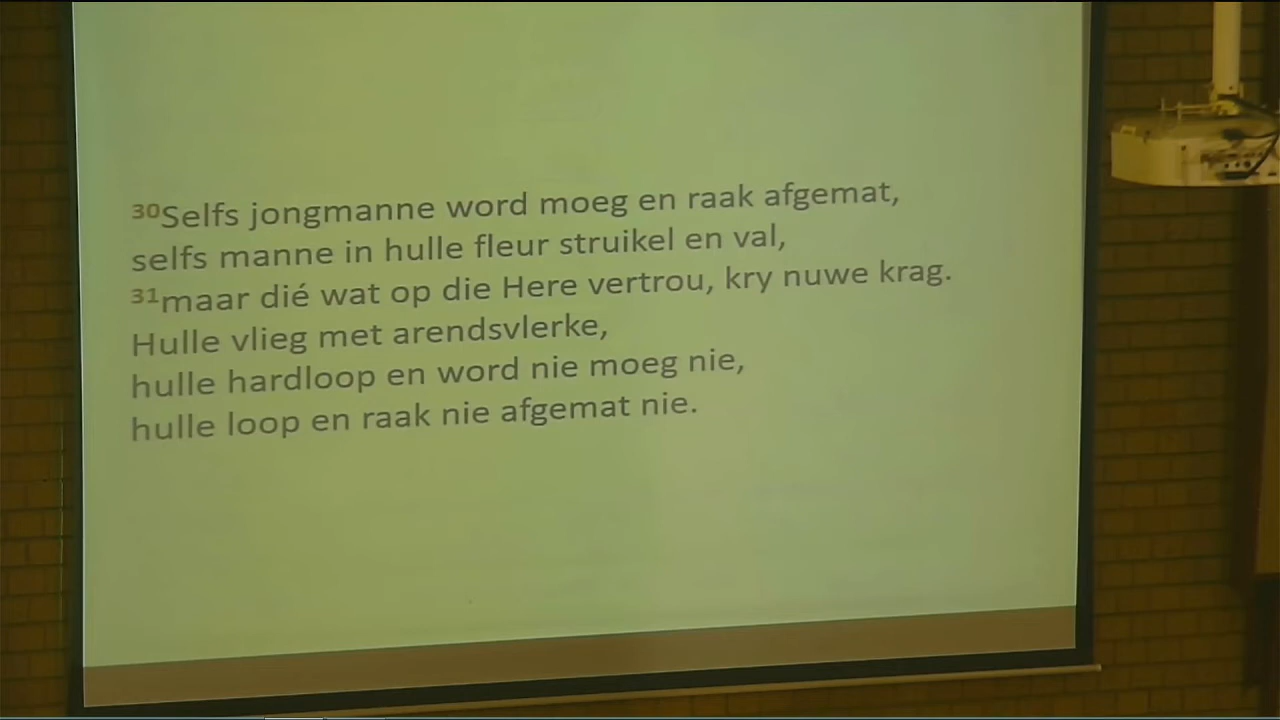 ³⁰Selfs jongmanne word moeg en raak afgemat,
selfs manne in hulle fleur struikel en val,
³¹maar dié wat op die Here vertrou, kry nuwe krag.
Hulle vlieg met arendsvlerke,
hulle hardloop en word nie moeg nie,
hulle loop en raak nie afgemat nie.